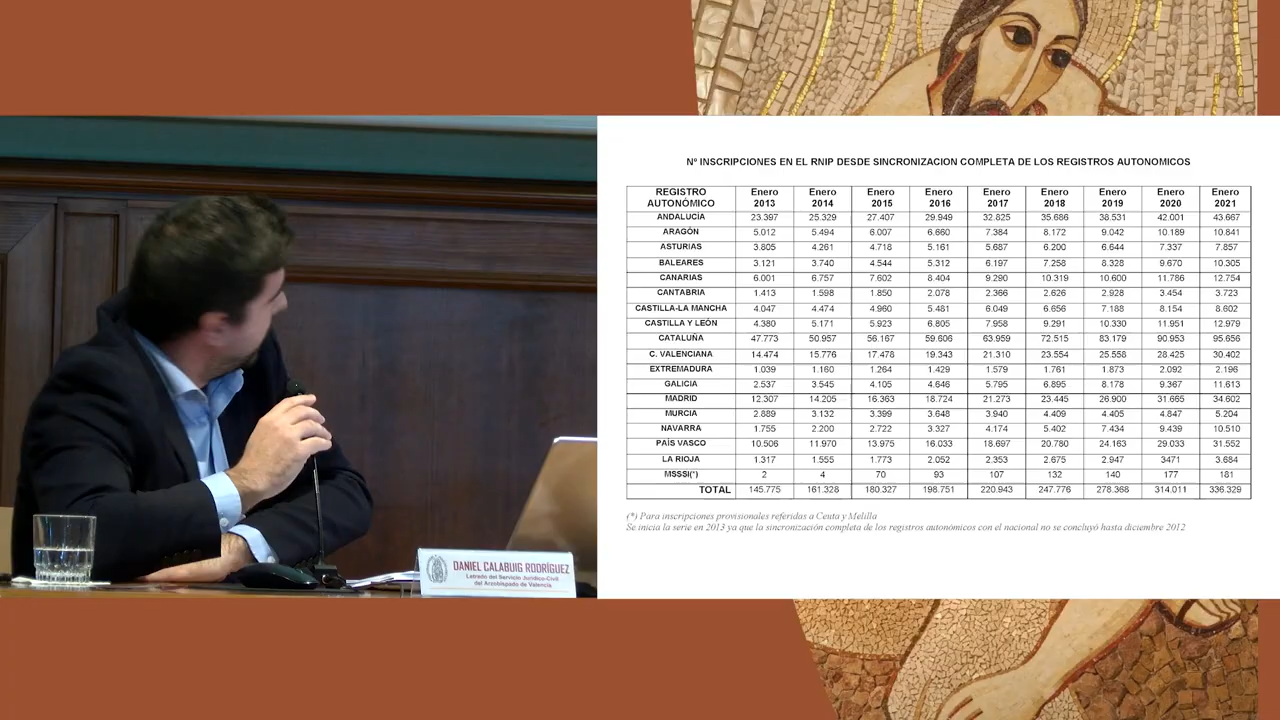 Nº INSCRIPCIONES EN EL RNIP DESDE SINCRONIZACION COMPLETA DE LOS REGISTROS AUTONOMICOS
REGISTRO AUTONÓMICO Enero 2013 Enero 2014 Enero 2015 Enero 2016 Enero 2017 Enero 2018 Enero 2019 Enero 2020 Enero 2021
ANDALUCÍA 23.397 25.329 27.407 29.949 32.825 35.686 38.531 42.001 43.667
ARAGÓN 5.012 5.494 6.007 6.660 7.384 8.172 9.042 10.189 10.841
ASTURIAS 3.805 4.261 4.718 5.161 5.687 6.200 6.644 7.337 7.857
BALEARES 3.121 3.740 4.544 5.312 6.197 7.258 8.328 9.670 10.305
CANARIAS 6.001 6.757 7.602 8.404 9.290 10.319 10.600 11.786 12.754
CANTABRIA 1.413 1.598 1.850 2.078 2.366 2.626 2.928 3.454 3.723
CASTILLA-LA MANCHA 4.047 4.474 4.960 5.481 6.049 6.656 7.188 8.154 8.602
CASTILLA Y LEÓN 4.380 5.171 5.923 6.805 7.958 9.291 10.330 11.951 12.979
CATALUÑA 47.773 50.957 56.167 59.606 63.959 72.515 83.179 90.953 95.656
C. VALENCIANA 14.474 15.776 17.478 19.343 21.310 23.554 25.558 28.425 30.402
EXTREMADURA 1.039 1.160 1.264 1.429 1.579 1.761 1.873 2.092 2.196
GALICIA 2.537 3.545 4.105 4.646 5.795 6.895 8.178 9.367 11.613
MADRID 12.307 14.205 16.363 18.724 21.273 23.445 26.900 31.665 34.602
MURCIA 2.889 3.132 3.399 3.648 3.940 4.409 4.405 4.847 5.204
NAVARRA 1.755 2.200 2.722 3.327 4.174 5.402 7.434 9.439 10.510
PAÍS VASCO 10.506 11.970 13.975 16.033 18.697 20.780 24.163 29.033 31.552
LA RIOJA 1.317 1.555 1.773 2.052 2.353 2.675 2.947 3471 3.684
MSSSI(*) 2 4 70 93 107 132 140 177 181
TOTAL 145.775 161.328 180.327 198.751 220.943 247.776 278.368 314.011 336.329
(*) Para inscripciones provisionales referidas a Ceuta y Melilla
Se inicia la serie en 2013 ya que la sincronización completa de los registros autonómicos con el nacional no se concluyó hasta diciembre 2012
DANIEL CALABUIG RODRÍGUEZ
Letrado del Servicio Jurídico-Civil
del Arzobispado de Valencia